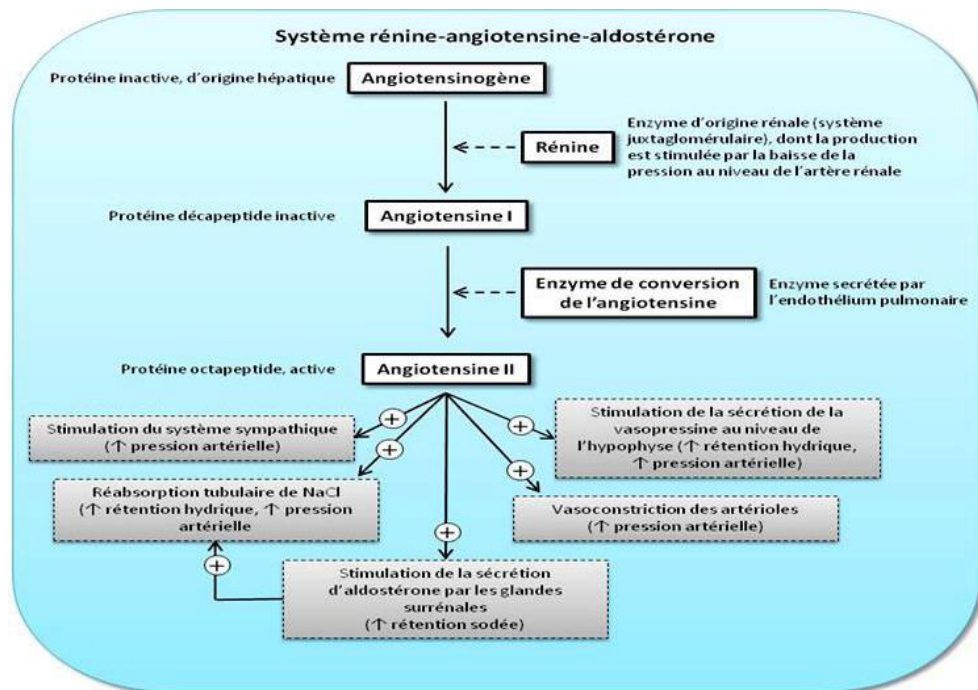 Système rénine-angiotensine-aldostérone
Protéine inactive, d'origine hépatique
Angiotensinogène
Enzyme d'origine rénale (système
juxtaglomérulaire), dont la production
est stimulée par la baisse de la
pression au niveau de l'artère rénale
Rénine
Protéine décapeptide inactive
Angiotensine I
Enzyme de conversion
de l'angiotensine
Enzyme secrétée par
l'endothélium pulmonaire
Protéine octapeptide, active
Angiotensine II
+
+
+
+
+
Stimulation du système sympathique
(↑ pression artérielle)
Stimulation de la sécrétion de la
vasopressine au niveau de
l'hypophyse (↑ rétention hydrique,
↑ pression artérielle)
Réabsorption tubulaire de NaCl
(↑ rétention hydrique, ↑ pression
artérielle
Vasoconstriction des artérioles
(↑ pression artérielle)
+
Stimulation de la sécrétion
d'aldostérone par les glandes
surrénales
(↑ rétention sodée)